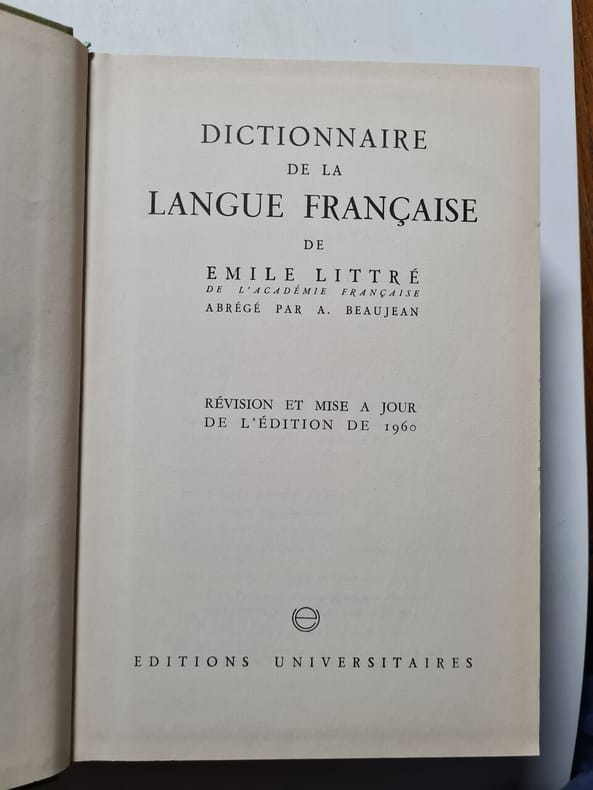 DICTIONNAIRE
DE LA
LANGUE FRANÇAISE
DE
EMILE LITTRÉ
DE L'ACADÉMIE FRANÇAISE
ABRÉGÉ PAR A. BEAUJEAN
RÉVISION ET MISE A JOUR
DE L'ÉDITION DE 1960
EDITIONS UNIVERSITAIRES